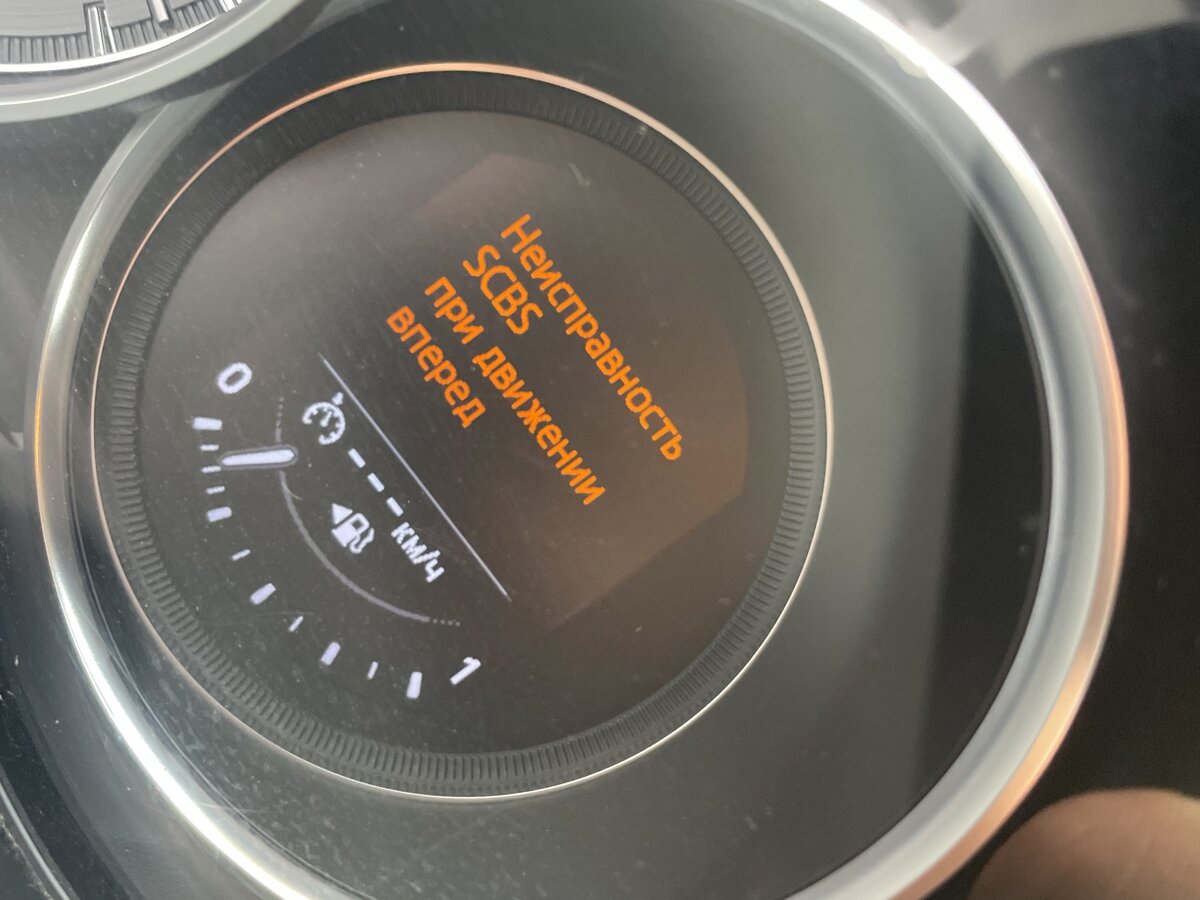 Неисправность
SCBS
при движении
вперед
--- км/ч
0
1